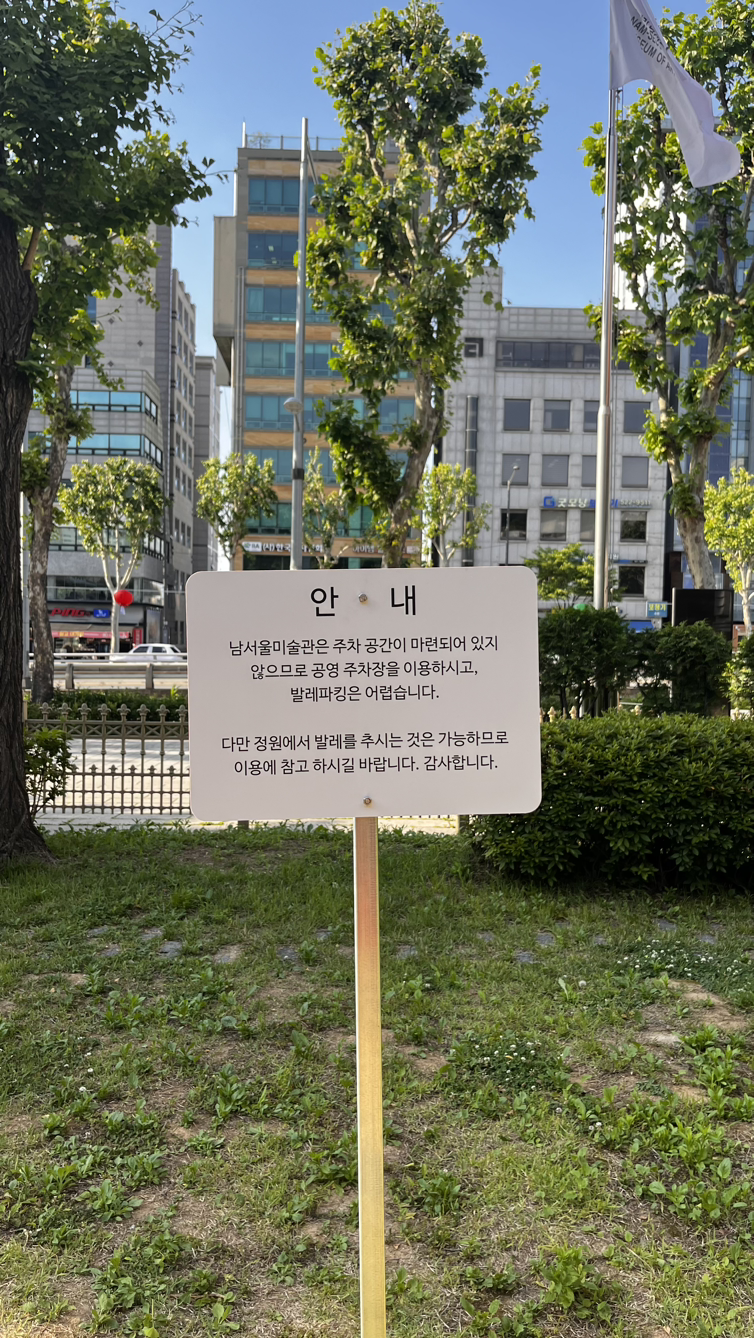 안 내
남서울미술관은 주차 공간이 마련되어 있지
않으므로 공영 주차장을 이용하시고,
발레파킹은 어렵습니다.
다만 정원에서 발레를 추시는 것은 가능하므로
이용에 참고 하시길 바랍니다. 감사합니다.
굿모닝